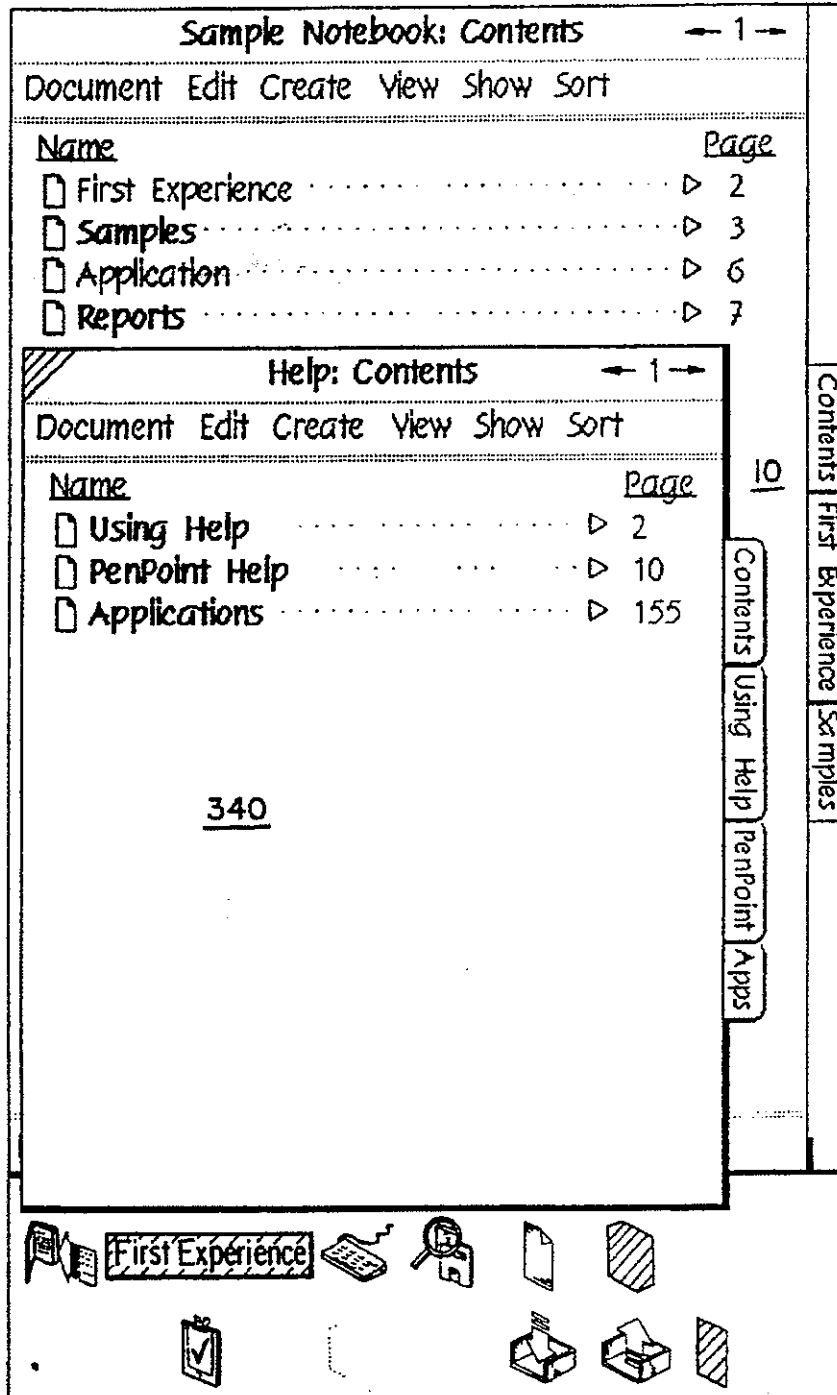 Sample Notebook: Contents ← 1 →
Document Edit Create View Show Sort
Name Page
First Experience ▷ 2
Samples ▷ 3
Application ▷ 6
Reports ▷ 7
Help: Contents ← 1 →
Document Edit Create View Show Sort
Name Page
Using Help ▷ 2
PenPoint Help ▷ 10
Applications ▷ 155
340
10
Contents
Using Help
PenPoint
Apps
Contents
First Experience
Samples
First Experience